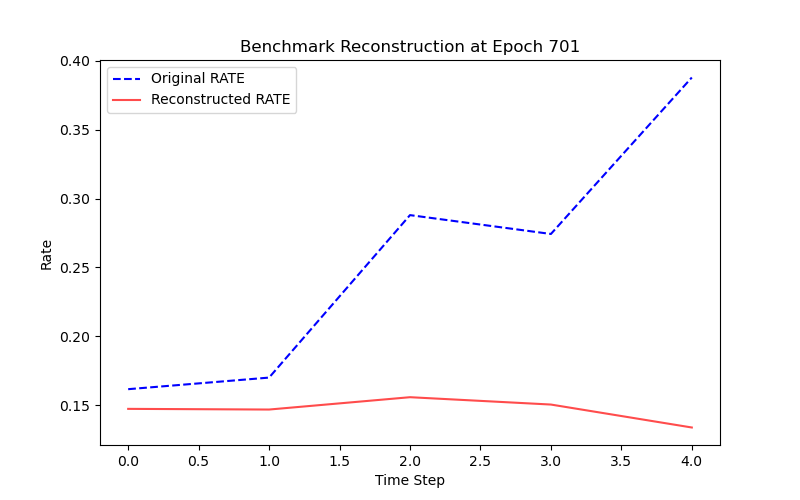 Benchmark Reconstruction at Epoch 701
Original RATE
Reconstructed RATE
Rate
0.40
0.35
0.30
0.25
0.20
0.15
0.0 0.5 1.0 1.5 2.0 2.5 3.0 3.5 4.0
Time Step